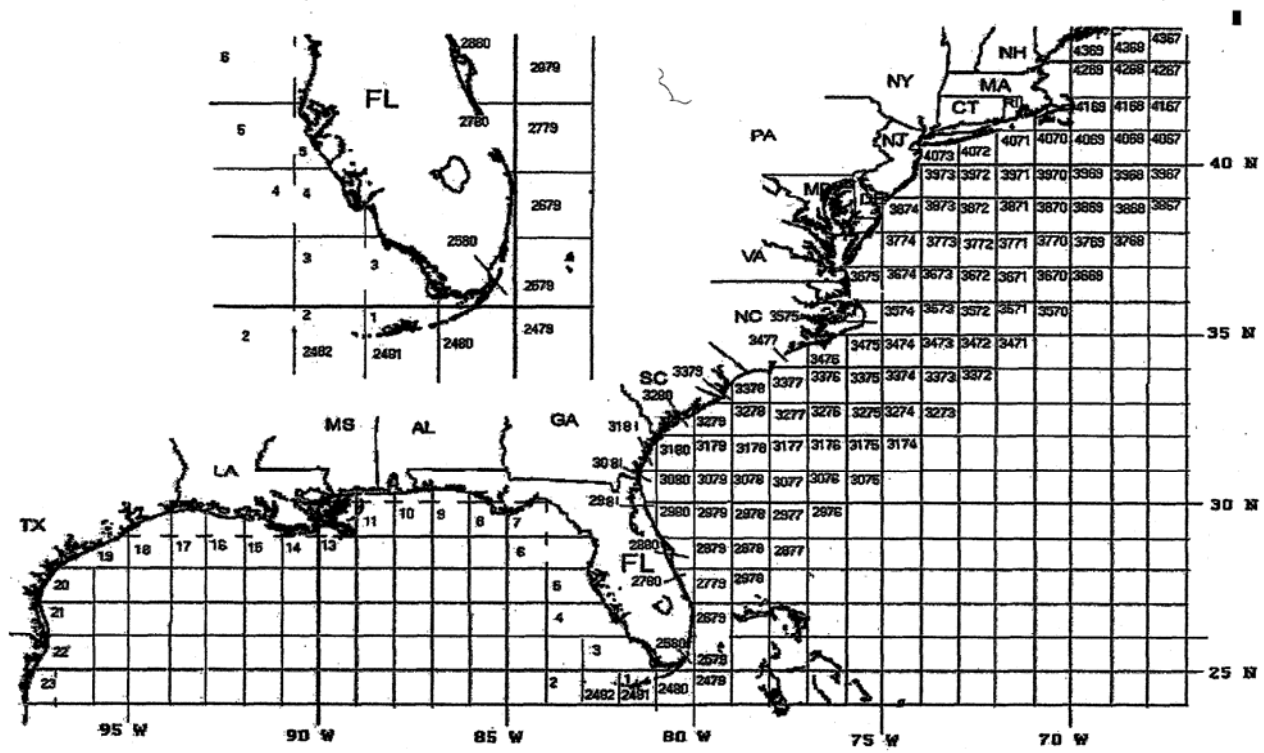 NH 4369 4368 4367
6 2880 2979 NY MA 4269 4268 4267
FL CT RI 4169 4168 4167
5 2780 2779 PA NJ 4071 4070 4069 4068 4067
5 4073 4072 40 N
4 4 2679 MD DE 3973 3972 3971 3970 3969 3968 3967
3874 3973 3872 3871 3870 3869 3868 3867
3 3 2580 VA 3774 3773 3772 3771 3770 3769 3768
2579 3675 3674 3673 3672 3671 3670 3669
2 2 1 2480 2479 NC 3575 3574 3573 3572 3571 3570
2482 2481 3477 3476 3475 3474 3473 3472 3471 35 N
SC 3379 3378 3377 3376 3375 3374 3373 3372
3280 3279 3278 3277 3276 3275 3274 3273
MS AL GA 3181 3180 3179 3178 3177 3176 3175 3174
LA 3081 3080 3079 3078 3077 3076 3075
TX 11 10 9 8 7 2981 2980 2979 2978 2977 2976 30 N
19 18 17 16 15 14 13 6 2880 2879 2878 2877
20 5 FL 2780 2779 2978
21 4 2679
22 3 2580 2579 25 N
23 2 1 2482 2481 2480 2479
95 W 90 W 85 W 80 W 75 W 70 W